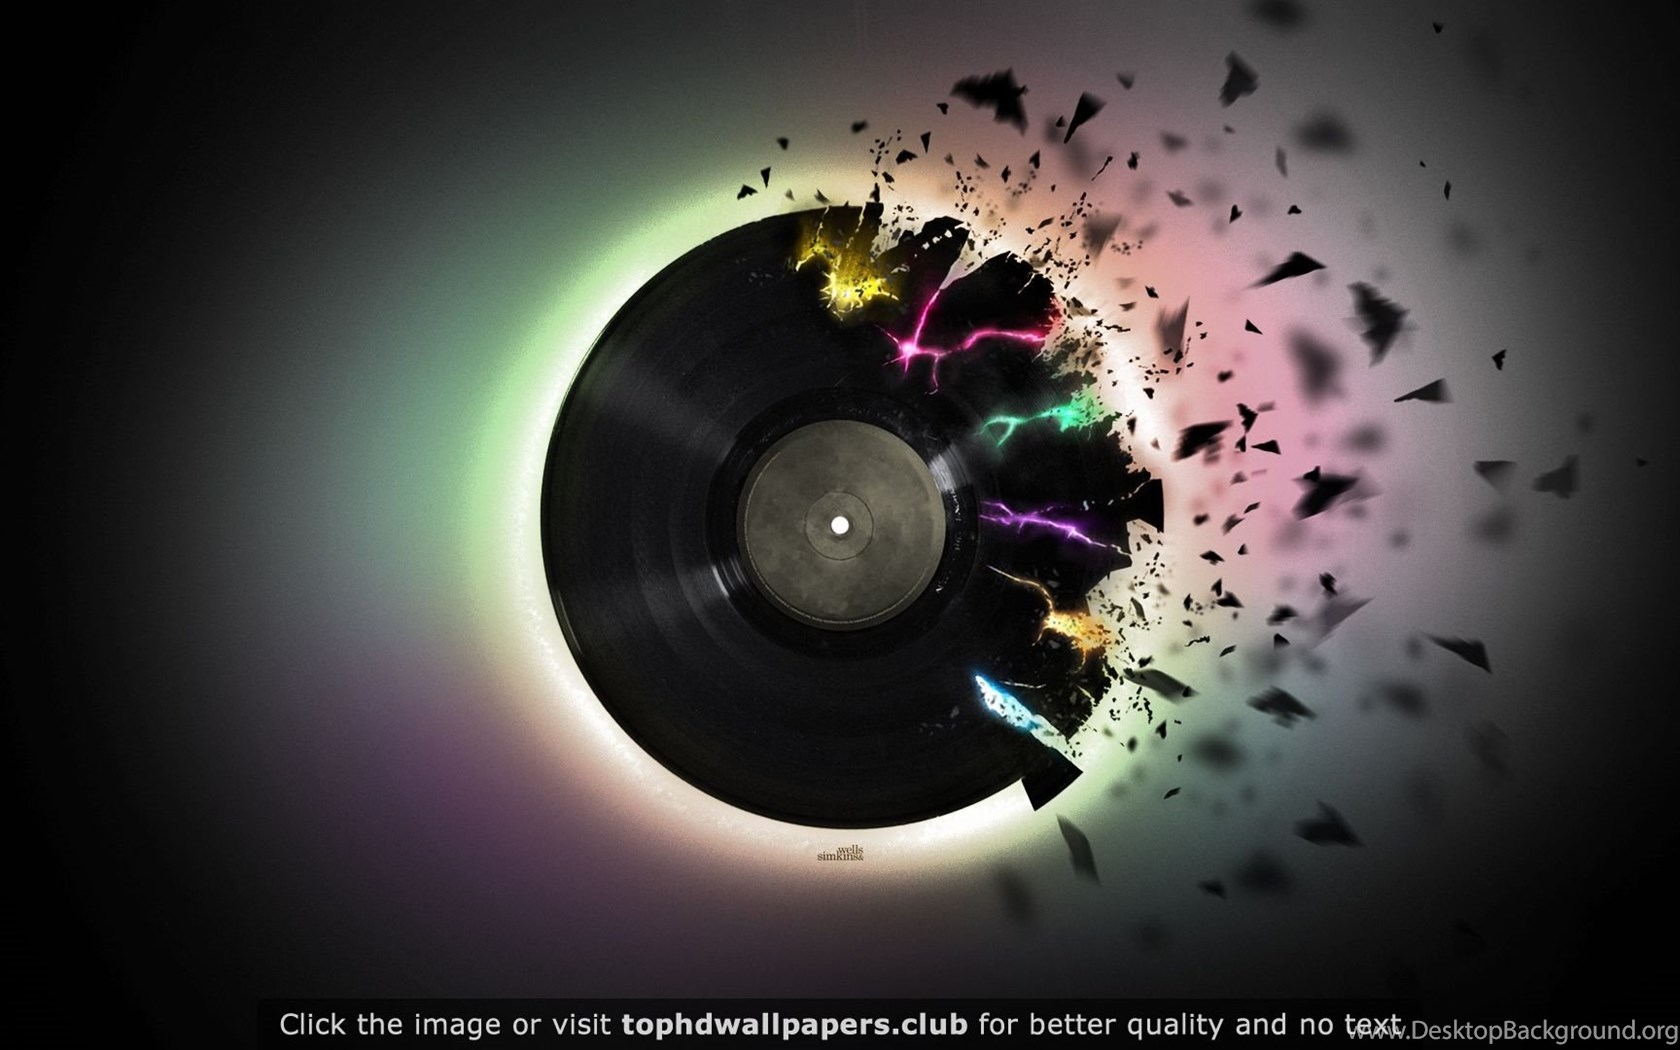 wells
simkins&
Click the image or visit tophdwallpapers.club for better quality and no text
www.DesktopBackground.org